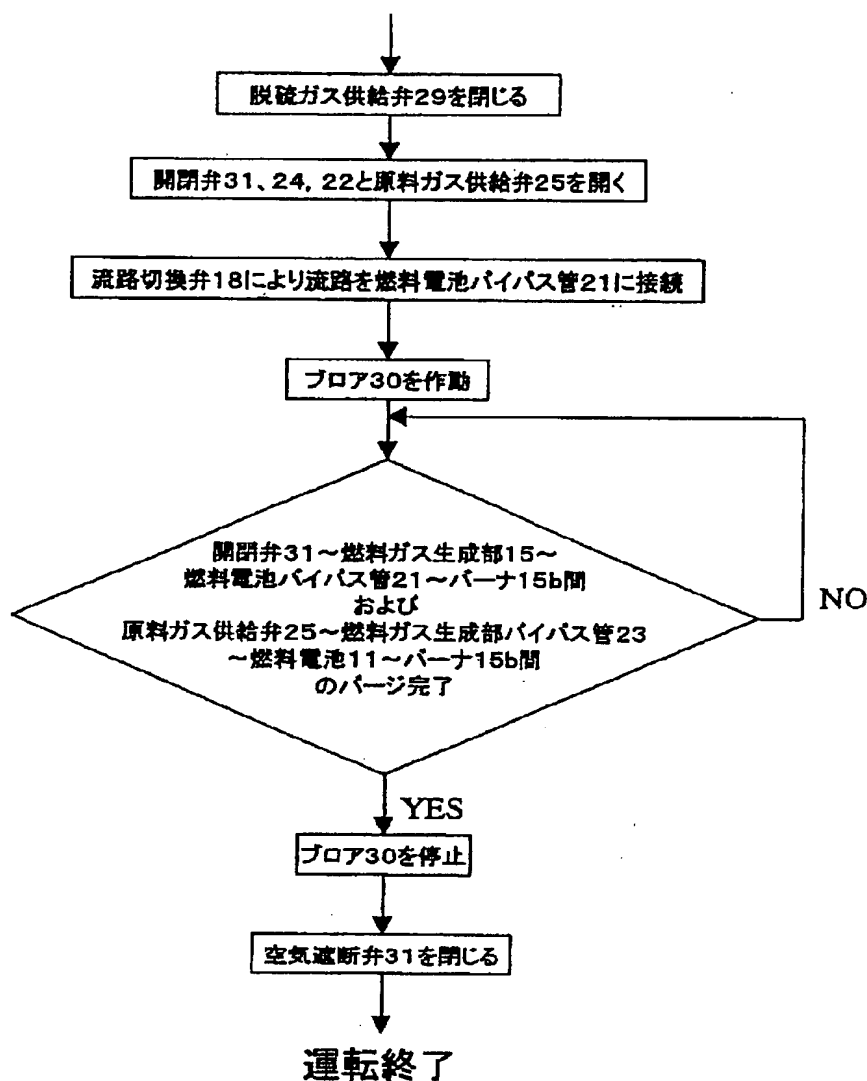 脱硫ガス供給弁29を閉じる
開閉弁31、24，22と原料ガス供給弁25を開く
流路切換弁18により流路を燃料電池バイパス管21に接続
ブロア30を作動
開閉弁31～燃料ガス生成部15～
燃料電池バイパス管21～バーナ15b間
および
原料ガス供給弁25～燃料ガス生成部バイパス管23
～燃料電池11～バーナ15b間
のパージ完了
NO
YES
ブロア30を停止
空気遮断弁31を閉じる
運転終了